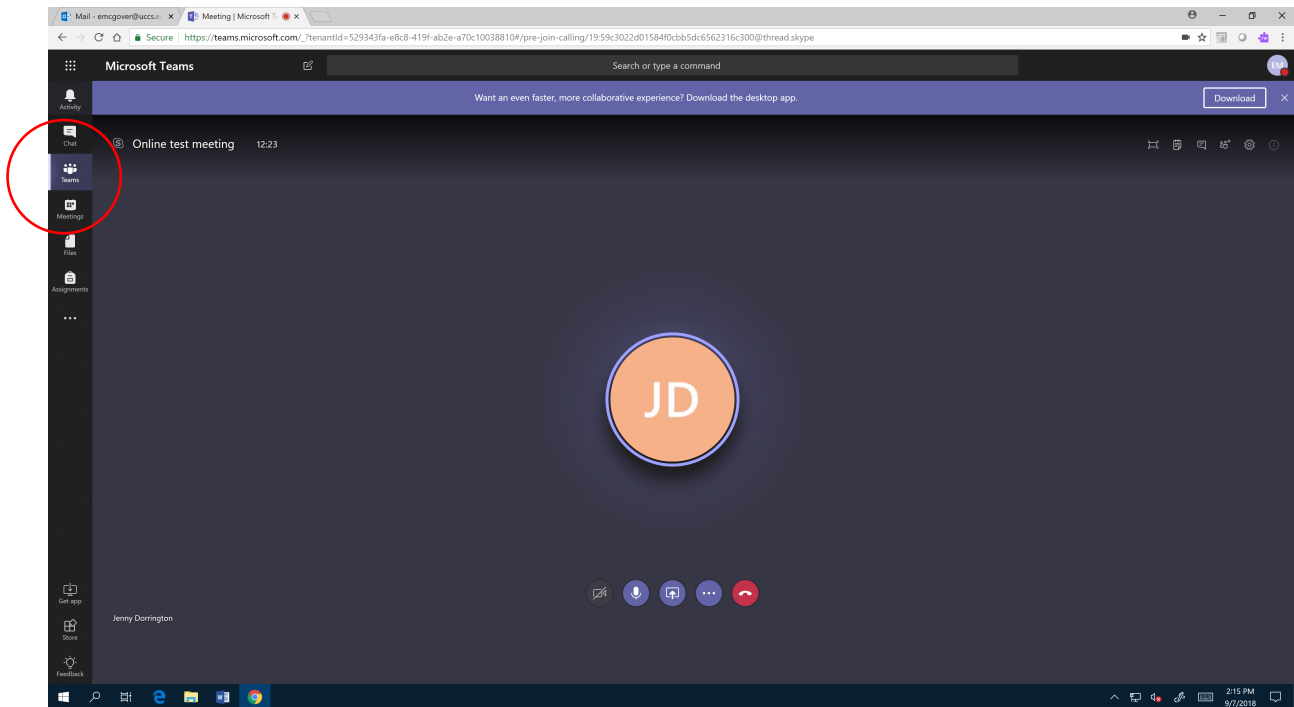 Mail - emcgover@uccs.e
Meeting | Microsoft T
Secure
https://teams.microsoft.com/_?tenantId=529343fa-e8c8-419f-ab2e-a70c10038810#/pre-join-calling/19:59c3022d01584f0cbb5dc6562316c300@thread.skype
Microsoft Teams
Search or type a command
EM
Activity
Want an even faster, more collaborative experience? Download the desktop app.
Download
Chat
Online test meeting 12:23
Teams
Meetings
Files
Assignments
JD
Get app
Jenny Dorrington
Store
Feedback
2:15 PM
9/7/2018